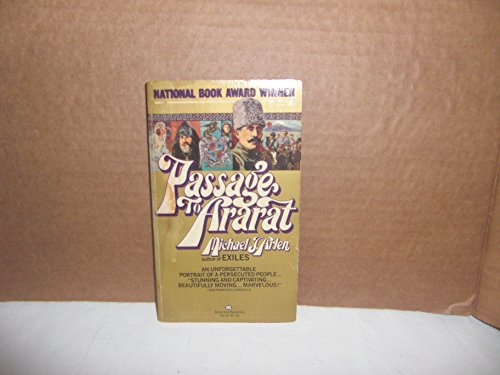 NATIONAL BOOK AWARD WINNER
Passage
To Ararat
Michael J. Arlen
author of EXILES
AN UNFORGETTABLE
PORTRAIT OF A PERSECUTED PEOPLE...
"STUNNING AND CAPTIVATING...
BEAUTIFULLY MOVING... MARVELOUS!"